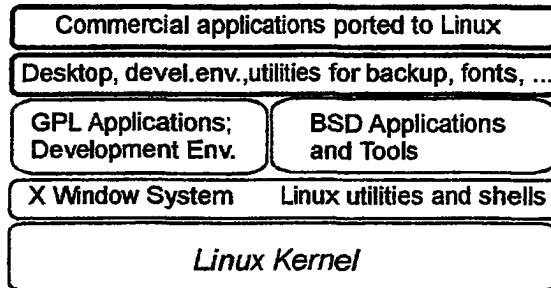 Commercial applications ported to Linux
Desktop, devel.env.,utilities for backup, fonts, ...
GPL Applications;
Development Env.
BSD Applications
and Tools
X Window System Linux utilities and shells
Linux Kernel